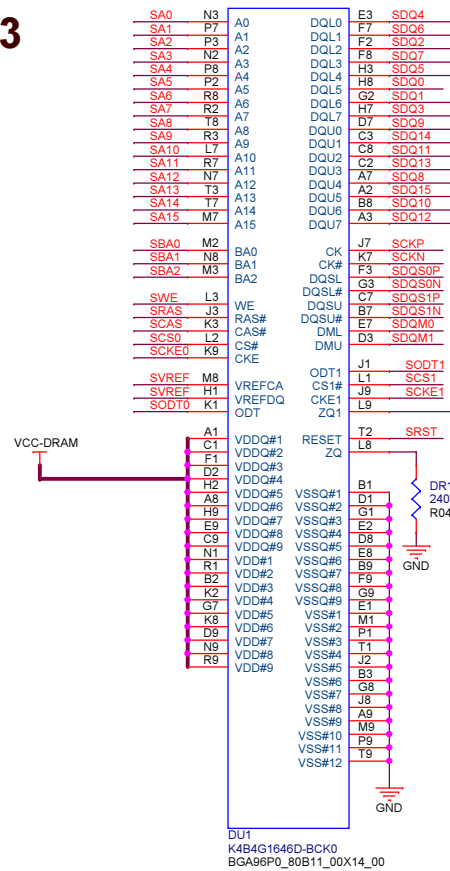 3
SA0 N3 A0 DQL0 E3 SDQ4
SA1 P7 A1 DQL1 F7 SDQ6
SA2 P3 A2 DQL2 F2 SDQ2
SA3 N2 A3 DQL3 F8 SDQ7
SA4 P8 A4 DQL4 H3 SDQ5
SA5 P2 A5 DQL5 H8 SDQ0
SA6 R8 A6 DQL6 G2 SDQ1
SA7 R2 A7 DQL7 H7 SDQ3
SA8 T8 A8 DQU0 D7 SDQ9
SA9 R3 A9 DQU1 C3 SDQ14
SA10 L7 A10 DQU2 C8 SDQ11
SA11 R7 A11 DQU3 C2 SDQ13
SA12 N7 A12 DQU4 A7 SDQ8
SA13 T3 A13 DQU5 A2 SDQ15
SA14 T7 A14 DQU6 B8 SDQ10
SA15 M7 A15 DQU7 A3 SDQ12
SBA0 M2 BA0 CK J7 SCKP
SBA1 N8 BA1 CK# K7 SCKN
SBA2 M3 BA2 DQSL F3 SDQS0P
DQSL# G3 SDQS0N
SWE L3 WE DQSU C7 SDQS1P
SRAS J3 RAS# DQSU# B7 SDQS1N
SCAS K3 CAS# DML E7 SDQM0
SCS0 L2 CS# DMU D3 SDQM1
SCKE0 K9 CKE
ODT1 J1 SODT1
SVREF M8 VREFCA CS1# L1 SCS1
SVREF H1 VREFDQ CKE1 J9 SCKE1
SODT0 K1 ODT ZQ1 L9
A1 VDDQ#1 RESET T2 SRST
VCC-DRAM C1 VDDQ#2 ZQ L8
F1 VDDQ#3
D2 VDDQ#4
H2 VDDQ#5 VSSQ#1 B1 DR1
A8 VDDQ#6 VSSQ#2 D1 240
H9 VDDQ#7 VSSQ#3 G1 R04
E9 VDDQ#8 VSSQ#4 E2
C9 VDDQ#9 VSSQ#5 D8
N1 VDD#1 VSSQ#6 E8 GND
R1 VDD#2 VSSQ#7 B9
B2 VDD#3 VSSQ#8 F9
K2 VDD#4 VSSQ#9 G9
G7 VDD#5 VSS#1 E1
K8 VDD#6 VSS#2 M1
D9 VDD#7 VSS#3 P1
N9 VDD#8 VSS#4 T1
R9 VDD#9 VSS#5 J2
VSS#6 B3
VSS#7 G8
VSS#8 J8
VSS#9 A9
VSS#10 M9
VSS#11 P9
VSS#12 T9
GND
DU1
K4B4G1646D-BCK0
BGA96P0_80B11_00X14_00